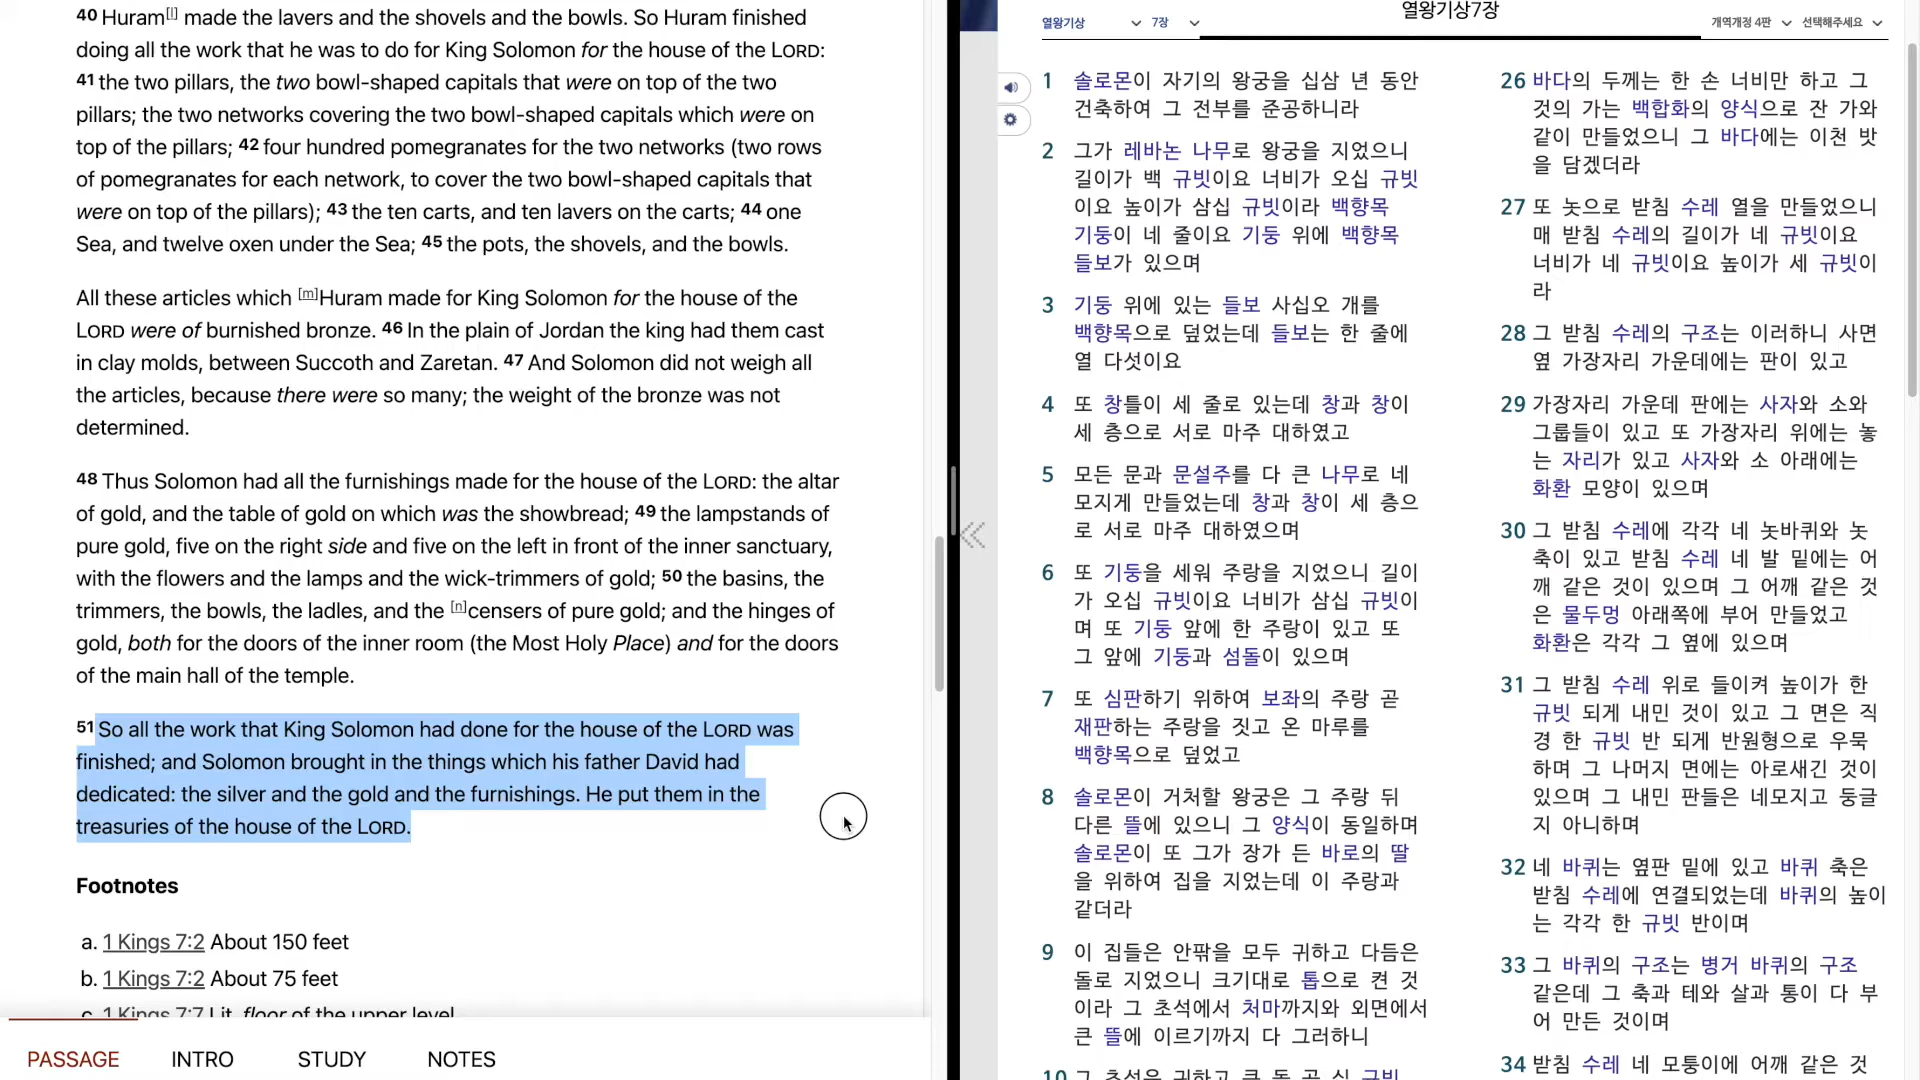 40 Huram[l] made the lavers and the shovels and the bowls. So Huram finished
doing all the work that he was to do for King Solomon for the house of the LORD:
41 the two pillars, the two bowl-shaped capitals that were on top of the two
pillars; the two networks covering the two bowl-shaped capitals which were on
top of the pillars; 42 four hundred pomegranates for the two networks (two rows
of pomegranates for each network, to cover the two bowl-shaped capitals that
were on top of the pillars); 43 the ten carts, and ten lavers on the carts; 44 one
Sea, and twelve oxen under the Sea; 45 the pots, the shovels, and the bowls.
All these articles which [m]Huram made for King Solomon for the house of the
LORD were of burnished bronze. 46 In the plain of Jordan the king had them cast
in clay molds, between Succoth and Zaretan. 47 And Solomon did not weigh all
the articles, because there were so many; the weight of the bronze was not
determined.
48 Thus Solomon had all the furnishings made for the house of the LORD: the altar
of gold, and the table of gold on which was the showbread; 49 the lampstands of
pure gold, five on the right side and five on the left in front of the inner sanctuary,
with the flowers and the lamps and the wick-trimmers of gold; 50 the basins, the
trimmers, the bowls, the ladles, and the [n]censers of pure gold; and the hinges of
gold, both for the doors of the inner room (the Most Holy Place) and for the doors
of the main hall of the temple.
51 So all the work that King Solomon had done for the house of the LORD was
finished; and Solomon brought in the things which his father David had
dedicated: the silver and the gold and the furnishings. He put them in the
treasuries of the house of the LORD.
Footnotes
a. 1 Kings 7:2 About 150 feet
b. 1 Kings 7:2 About 75 feet
c. 1 Kings 7:7 Lit. floor of the upper level
PASSAGE INTRO STUDY NOTES
열왕기상7장
열왕기상 7장 개역개정 4판 선택해주세요
1 솔로몬이 자기의 왕궁을 십삼 년 동안
건축하여 그 전부를 준공하니라
2 그가 레바논 나무로 왕궁을 지었으니
길이가 백 규빗이요 너비가 오십 규빗
이요 높이가 삼십 규빗이라 백향목
기둥이 네 줄이요 기둥 위에 백향목
들보가 있으며
3 기둥 위에 있는 들보 사십오 개를
백향목으로 덮었는데 들보는 한 줄에
열 다섯이요
4 또 창틀이 세 줄로 있는데 창과 창이
세 층으로 서로 마주 대하였고
5 모든 문과 문설주를 다 큰 나무로 네
모지게 만들었는데 창과 창이 세 층으
로 서로 마주 대하였으며
6 또 기둥을 세워 주랑을 지었으니 길이
가 오십 규빗이요 너비가 삼십 규빗이
며 또 기둥 앞에 한 주랑이 있고 또
그 앞에 기둥과 섬돌이 있으며
7 또 심판하기 위하여 보좌의 주랑 곧
재판하는 주랑을 짓고 온 마루를
백향목으로 덮었고
8 솔로몬이 거처할 왕궁은 그 주랑 뒤
다른 뜰에 있으니 그 양식이 동일하며
솔로몬이 또 그가 장가 든 바로의 딸
을 위하여 집을 지었는데 이 주랑과
같더라
9 이 집들은 안팎을 모두 귀하고 다듬은
돌로 지었으니 크기대로 톱으로 켠 것
이라 그 초석에서 처마까지와 외면에서
큰 뜰에 이르기까지 다 그러하니
10 그 초석은 귀하고 큰 돌 곧 십 규빗
26 바다의 두께는 한 손 너비만 하고 그
것의 가는 백합화의 양식으로 잔 가와
같이 만들었으니 그 바다에는 이천 밧
을 담겠더라
27 또 놋으로 받침 수레 열을 만들었으니
매 받침 수레의 길이가 네 규빗이요
너비가 네 규빗이요 높이가 세 규빗이
라
28 그 받침 수레의 구조는 이러하니 사면
옆 가장자리 가운데에는 판이 있고
29 가장자리 가운데 판에는 사자와 소와
그룹들이 있고 또 가장자리 위에는 놓
는 자리가 있고 사자와 소 아래에는
화환 모양이 있으며
30 그 받침 수레에 각각 네 놋바퀴와 놋
축이 있고 받침 수레 네 발 밑에는 어
깨 같은 것이 있으며 그 어깨 같은 것
은 물두멍 아래쪽에 부어 만들었고
화환은 각각 그 옆에 있으며
31 그 받침 수레 위로 들이켜 높이가 한
규빗 되게 내민 것이 있고 그 면은 직
경 한 규빗 반 되게 반원형으로 우묵
하며 그 나머지 면에는 아로새긴 것이
있으며 그 내민 판들은 네모지고 둥글
지 아니하며
32 네 바퀴는 옆판 밑에 있고 바퀴 축은
받침 수레에 연결되었는데 바퀴의 높이
는 각각 한 규빗 반이며
33 그 바퀴의 구조는 병거 바퀴의 구조
같은데 그 축과 테와 살과 통이 다 부
어 만든 것이며
34 받침 수레 네 모퉁이에 어깨 같은 것